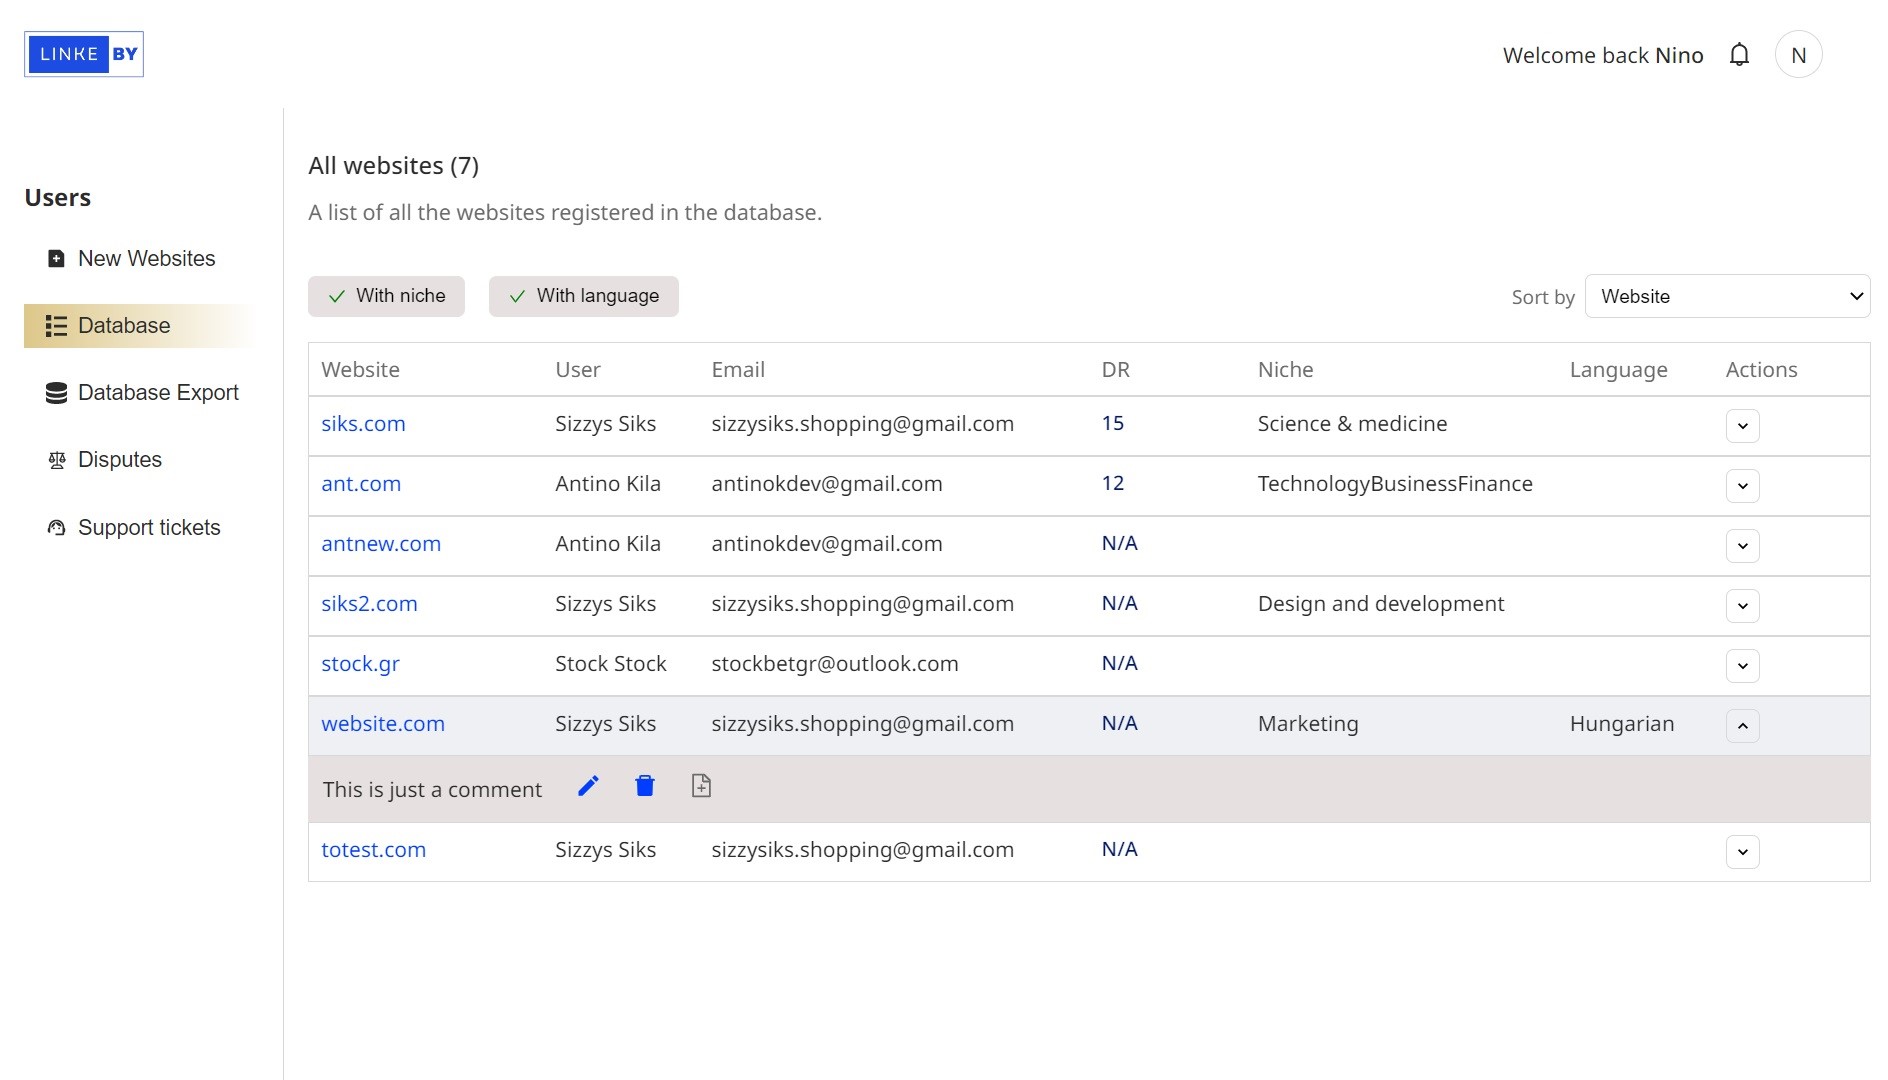 LINKE BY
Welcome back Nino
N
Users
New Websites
Database
Database Export
Disputes
Support tickets
All websites (7)
A list of all the websites registered in the database.
With niche
With language
Sort by Website
Website User Email DR Niche Language Actions
siks.com Sizzys Siks sizzysiks.shopping@gmail.com 15 Science & medicine
ant.com Antino Kila antinokdev@gmail.com 12 TechnologyBusinessFinance
antnew.com Antino Kila antinokdev@gmail.com N/A
siks2.com Sizzys Siks sizzysiks.shopping@gmail.com N/A Design and development
stock.gr Stock Stock stockbetgr@outlook.com N/A
website.com Sizzys Siks sizzysiks.shopping@gmail.com N/A Marketing Hungarian
This is just a comment
totest.com Sizzys Siks sizzysiks.shopping@gmail.com N/A